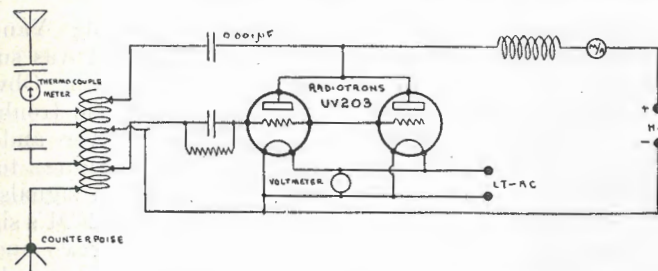 0.001µF
THERMOCOUPLE
METER
RADIOTRONS
UV203
M/A
+
H
-
VOLTMETER
LT-AC
COUNTERPOISE